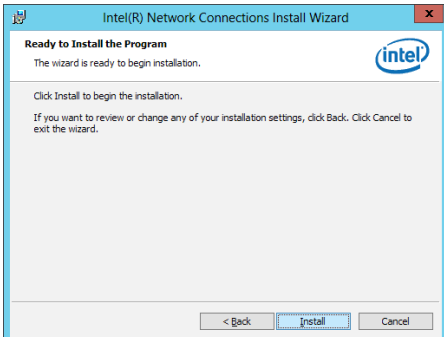 Intel(R) Network Connections Install Wizard
x
Ready to Install the Program
The wizard is ready to begin installation.
intel
Click Install to begin the installation.
If you want to review or change any of your installation settings, click Back. Click Cancel to
exit the wizard.
< Back
Install
Cancel